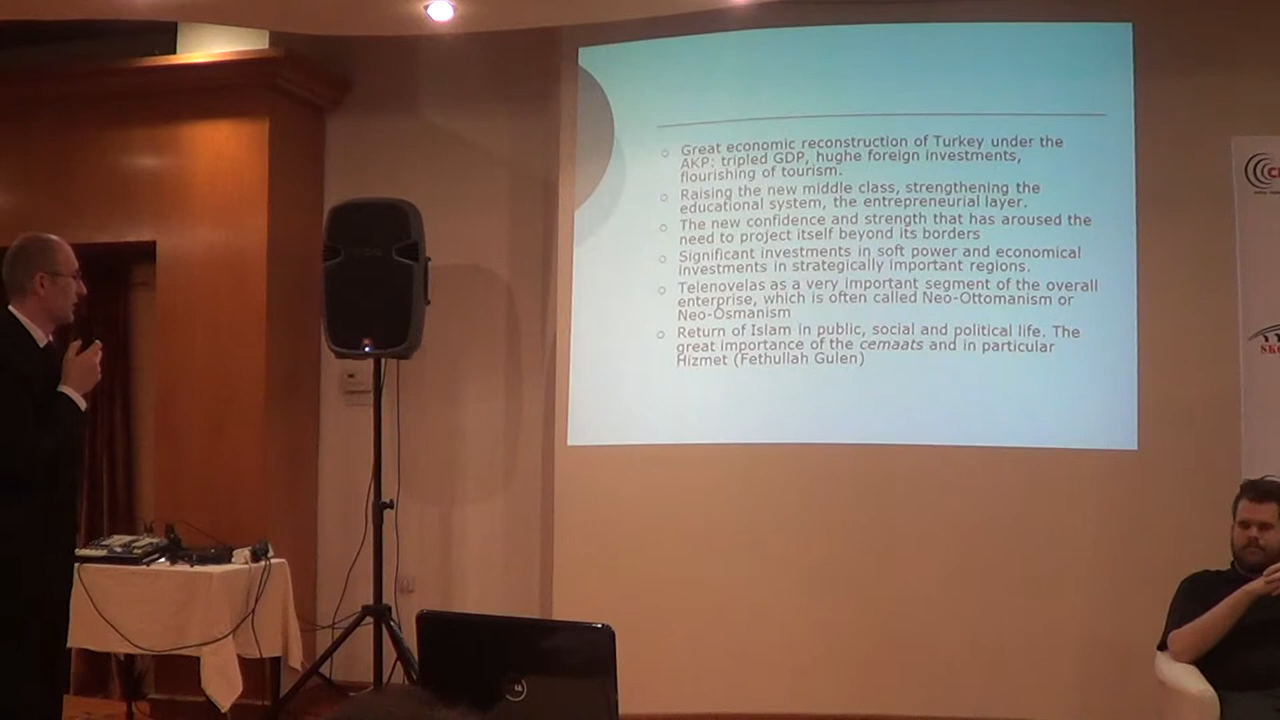 Great economic reconstruction of Turkey under the
AKP: tripled GDP, hughe foreign investments,
flourishing of tourism.
Raising the new middle class, strengthening the
educational system, the entrepreneurial layer.
The new confidence and strength that has aroused the
need to project itself beyond its borders
Significant investments in soft power and economical
investments in strategically important regions.
Telenovelas as a very important segment of the overall
enterprise, which is often called Neo-Ottomanism or
Neo-Osmanism
Return of Islam in public, social and political life. The
great importance of the cemaats and in particular
Hizmet (Fethullah Gulen)